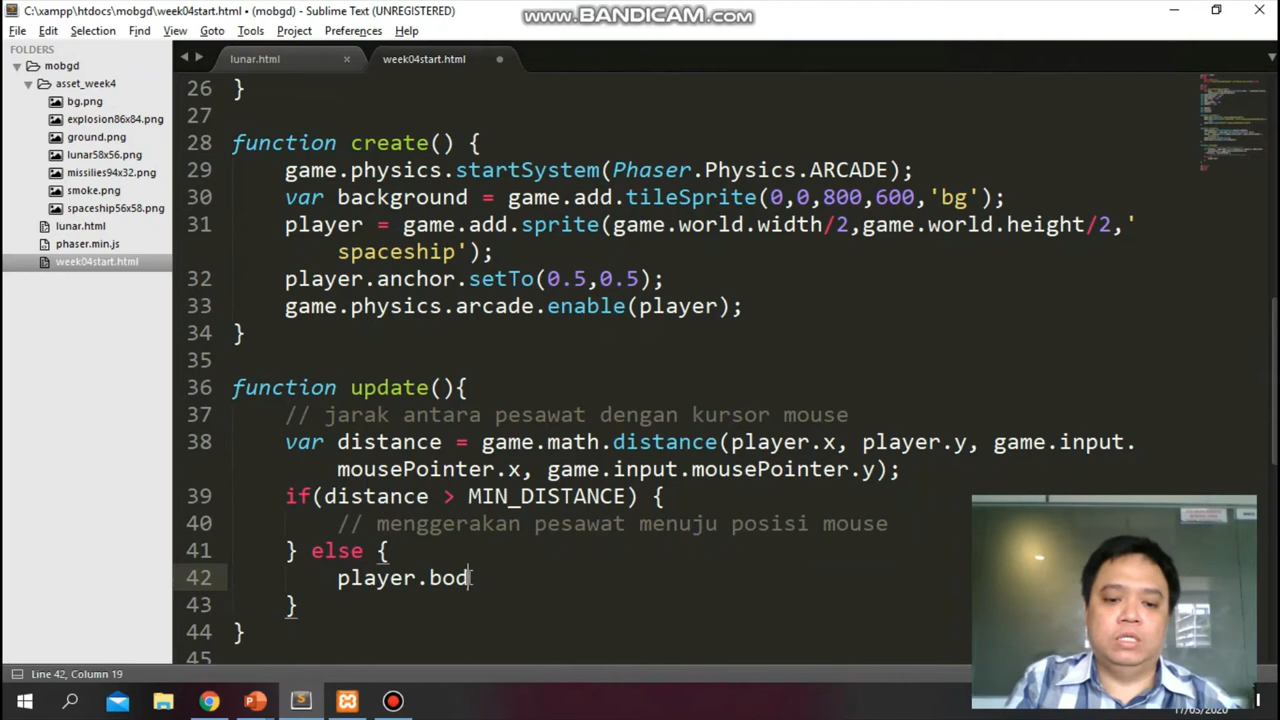 C:\xampp\htdocs\mobgd\week04start.html • (mobgd) - Sublime Text (UNREGISTERED)
www.BANDICAM.com
File Edit Selection Find View Goto Tools Project Preferences Help
FOLDERS
mobgd
asset_week4
bg.png
explosion86x84.png
ground.png
lunar58x56.png
missilies94x32.png
smoke.png
spaceship56x58.png
lunar.html
phaser.min.js
week04start.html
lunar.html
week04start.html
26 }
27
28 function create() {
29 game.physics.startSystem(Phaser.Physics.ARCADE);
30 var background = game.add.tileSprite(0,0,800,600,'bg');
31 player = game.add.sprite(game.world.width/2,game.world.height/2,'
spaceship');
32 player.anchor.setTo(0.5,0.5);
33 game.physics.arcade.enable(player);
34 }
35
36 function update(){
37 // jarak antara pesawat dengan kursor mouse
38 var distance = game.math.distance(player.x, player.y, game.input.
mousePointer.x, game.input.mousePointer.y);
39 if(distance > MIN_DISTANCE) {
40 // menggerakan pesawat menuju posisi mouse
41 } else {
42 player.bod
43 }
44 }
45
Line 42, Column 19